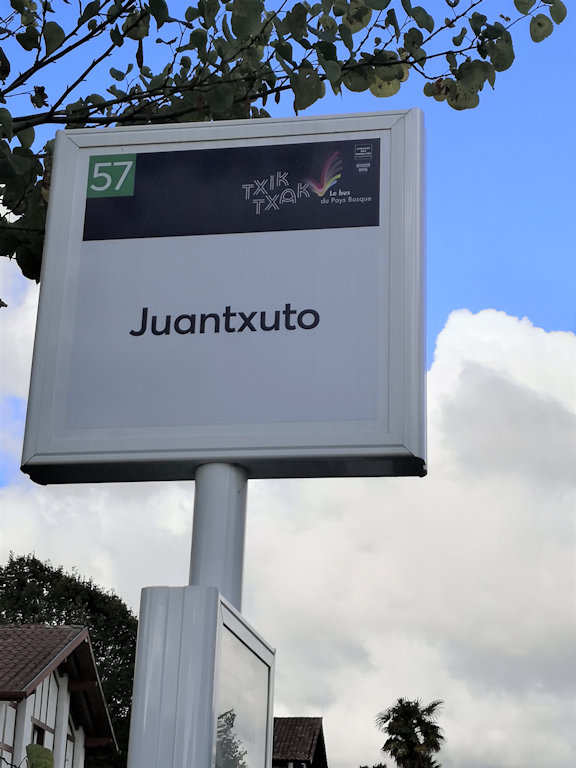 57
TXIK
TXAK
Le bus
du Pays Basque
Juantxuto